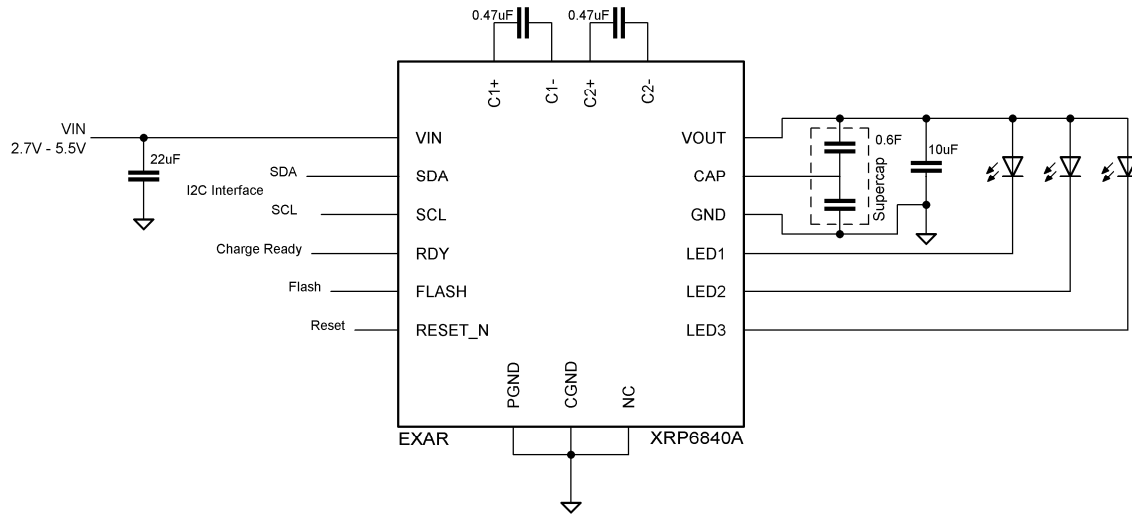 0.47uF
0.47uF
C1+
C1-
C2+
C2-
VIN
2.7V - 5.5V
22uF
SDA
I2C Interface
SCL
Charge Ready
Flash
Reset
VIN
SDA
SCL
RDY
FLASH
RESET_N
VOUT
CAP
GND
LED1
LED2
LED3
PGND
CGND
NC
EXAR
XRP6840A
0.6F
Supercap
10uF